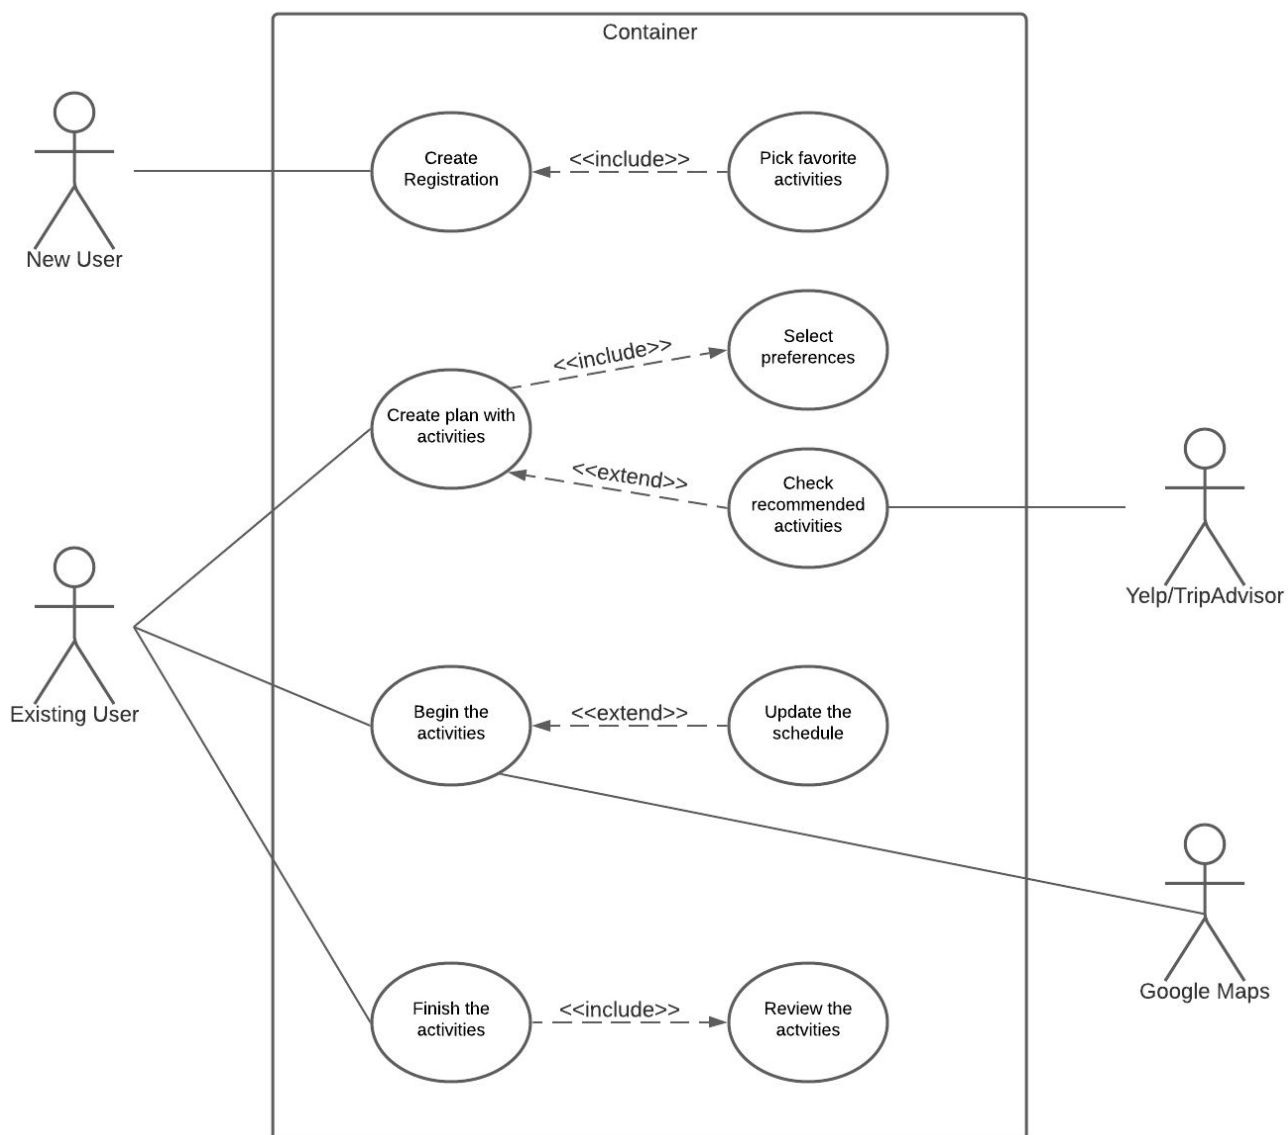 Container
Create
Registration
<<include>>
Pick favorite
activities
New User
Select
preferences
<<include>>
Create plan with
activities
<<extend>>
Check
recommended
activities
Yelp/TripAdvisor
Existing User
Begin the
activities
<<extend>>
Update the
schedule
Google Maps
Finish the
activities
<<include>>
Review the
actvities